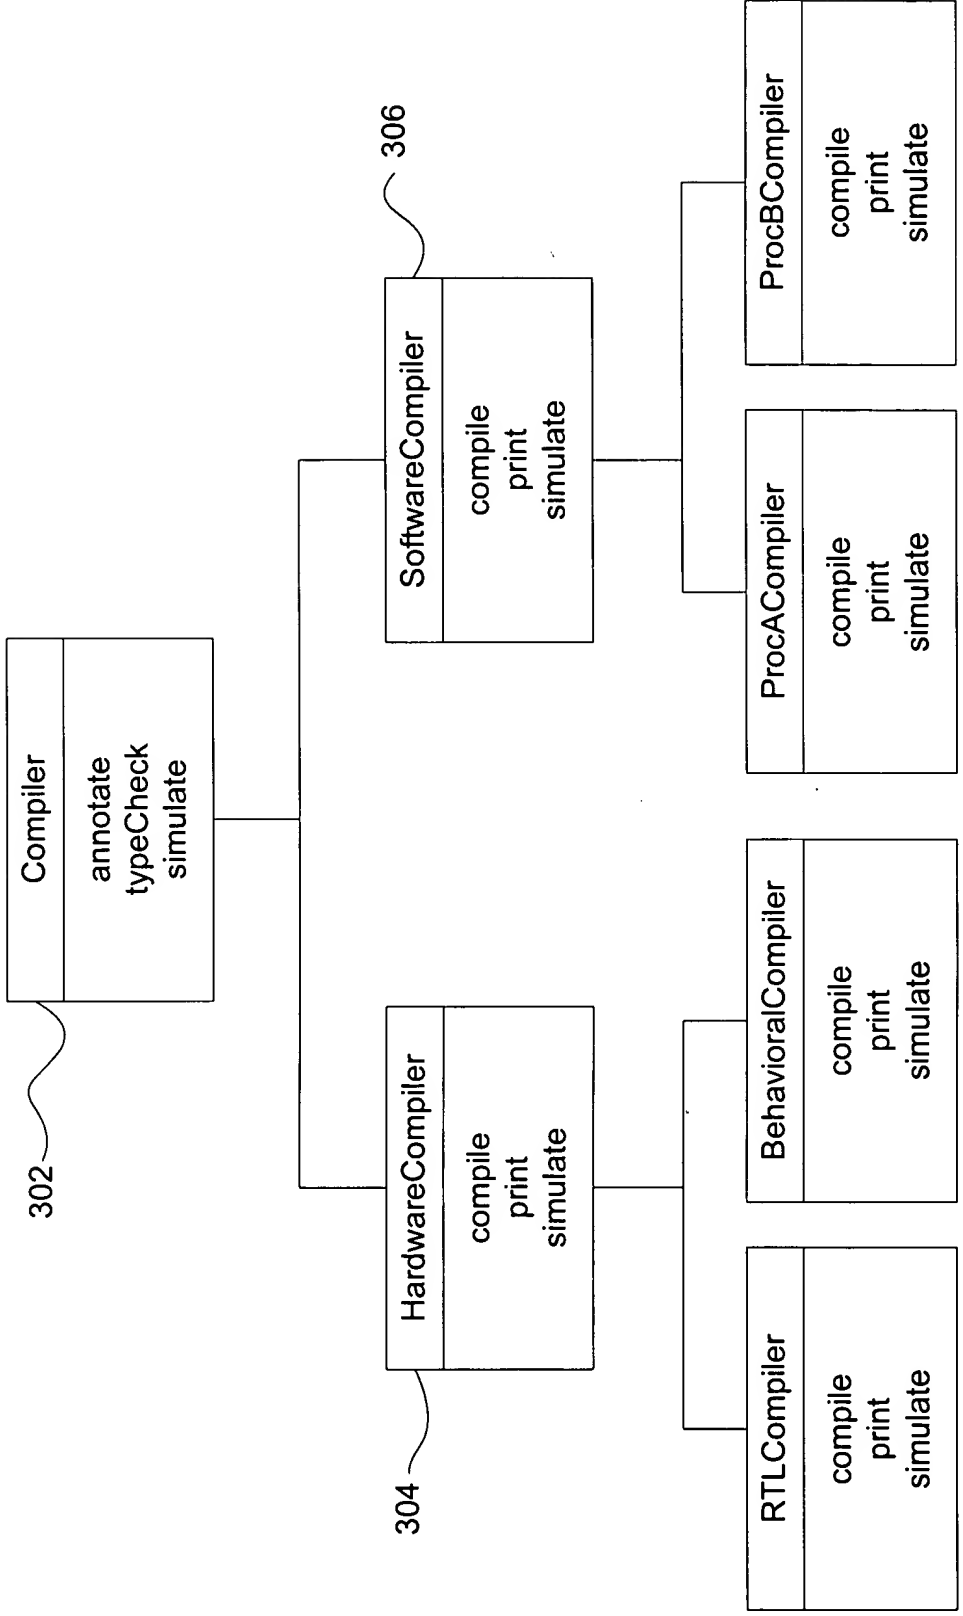 Compiler
annotate
typeCheck
simulate
302
HardwareCompiler
compile
print
simulate
304
SoftwareCompiler
compile
print
simulate
306
RTLCompiler
compile
print
simulate
BehavioralCompiler
compile
print
simulate
ProcACompiler
compile
print
simulate
ProcBCompiler
compile
print
simulate